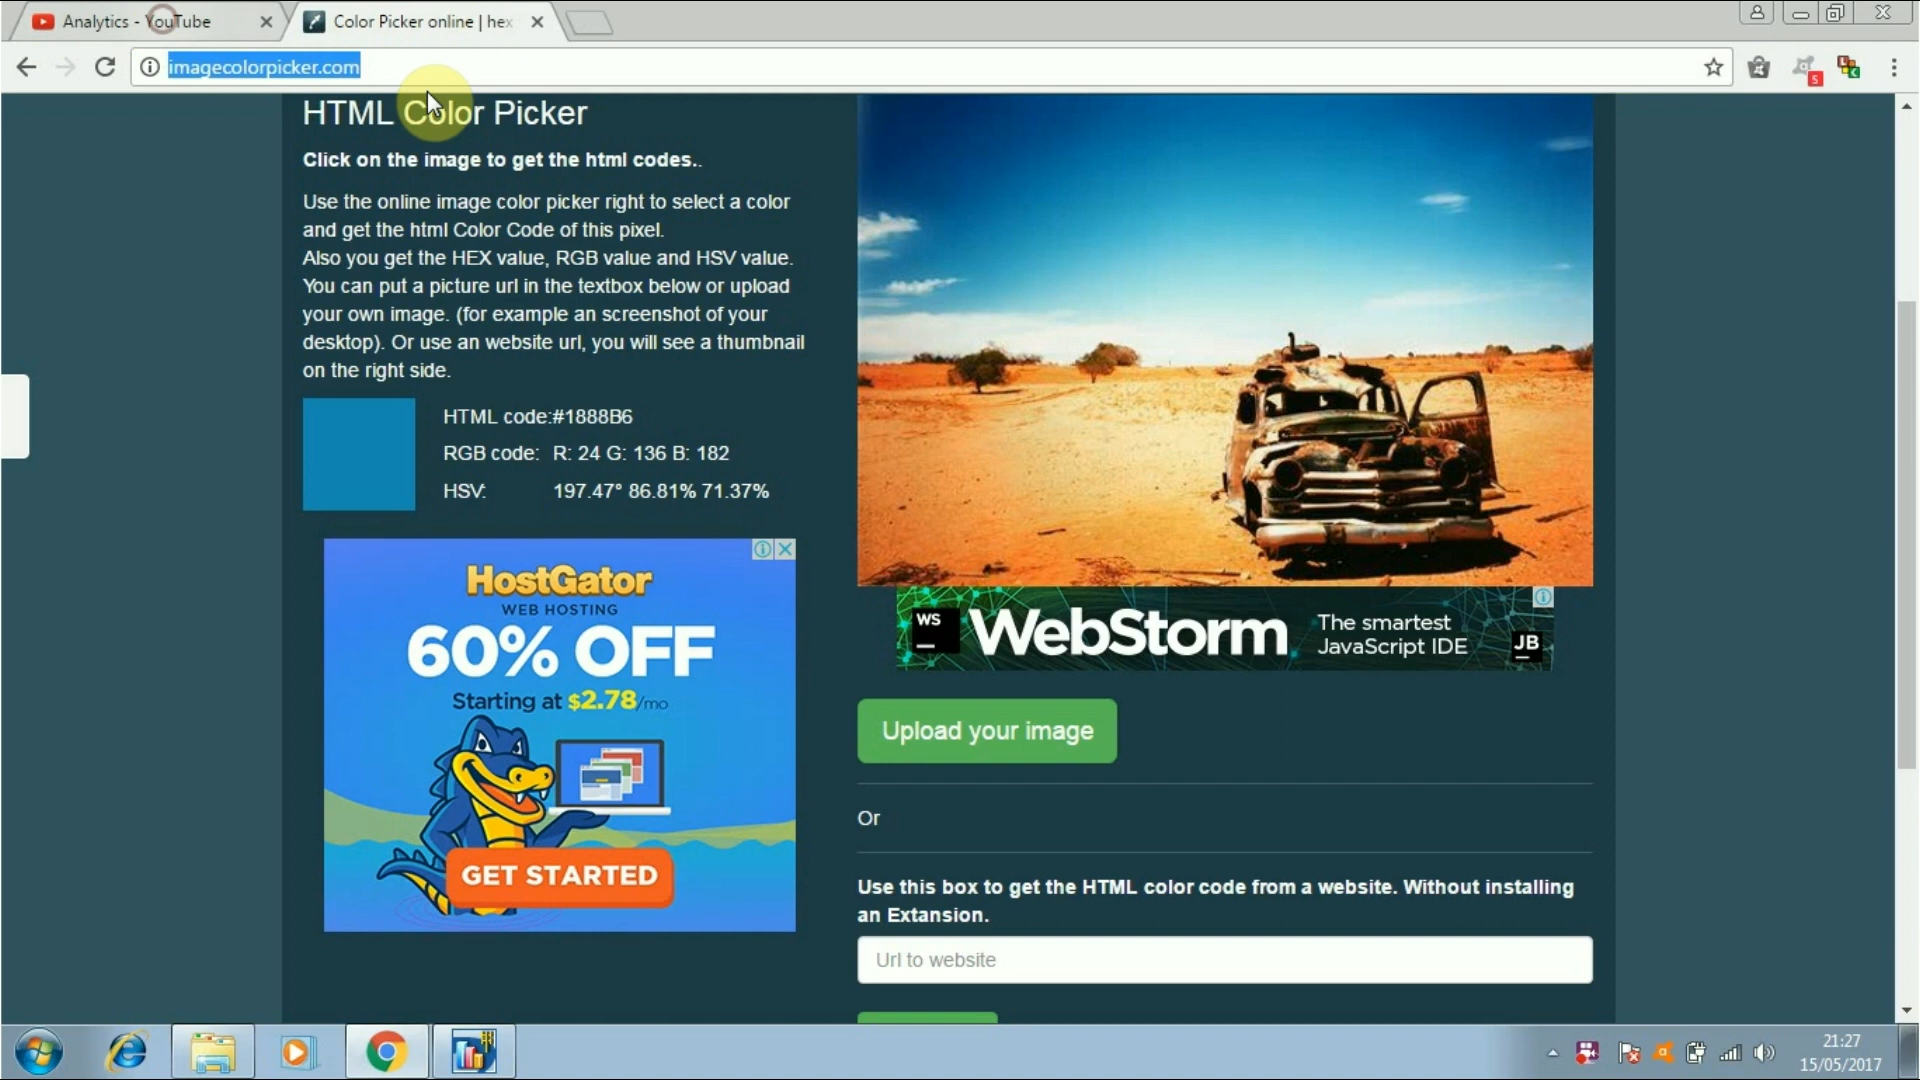 Analytics - YouTube
Color Picker online | hex
imagecolorpicker.com
5
HTML Color Picker
Click on the image to get the html codes..
Use the online image color picker right to select a color
and get the html Color Code of this pixel.
Also you get the HEX value, RGB value and HSV value.
You can put a picture url in the textbox below or upload
your own image. (for example an screenshot of your
desktop). Or use an website url, you will see a thumbnail
on the right side.
HTML code:#1888B6
RGB code: R: 24 G: 136 B: 182
HSV: 197.47° 86.81% 71.37%
HostGator
WEB HOSTING
60% OFF
Starting at $2.78/mo
GET STARTED
WS
WebStorm
The smartest
JavaScript IDE
JB
Upload your image
Or
Use this box to get the HTML color code from a website. Without installing
an Extansion.
Url to website
21:27
15/05/2017